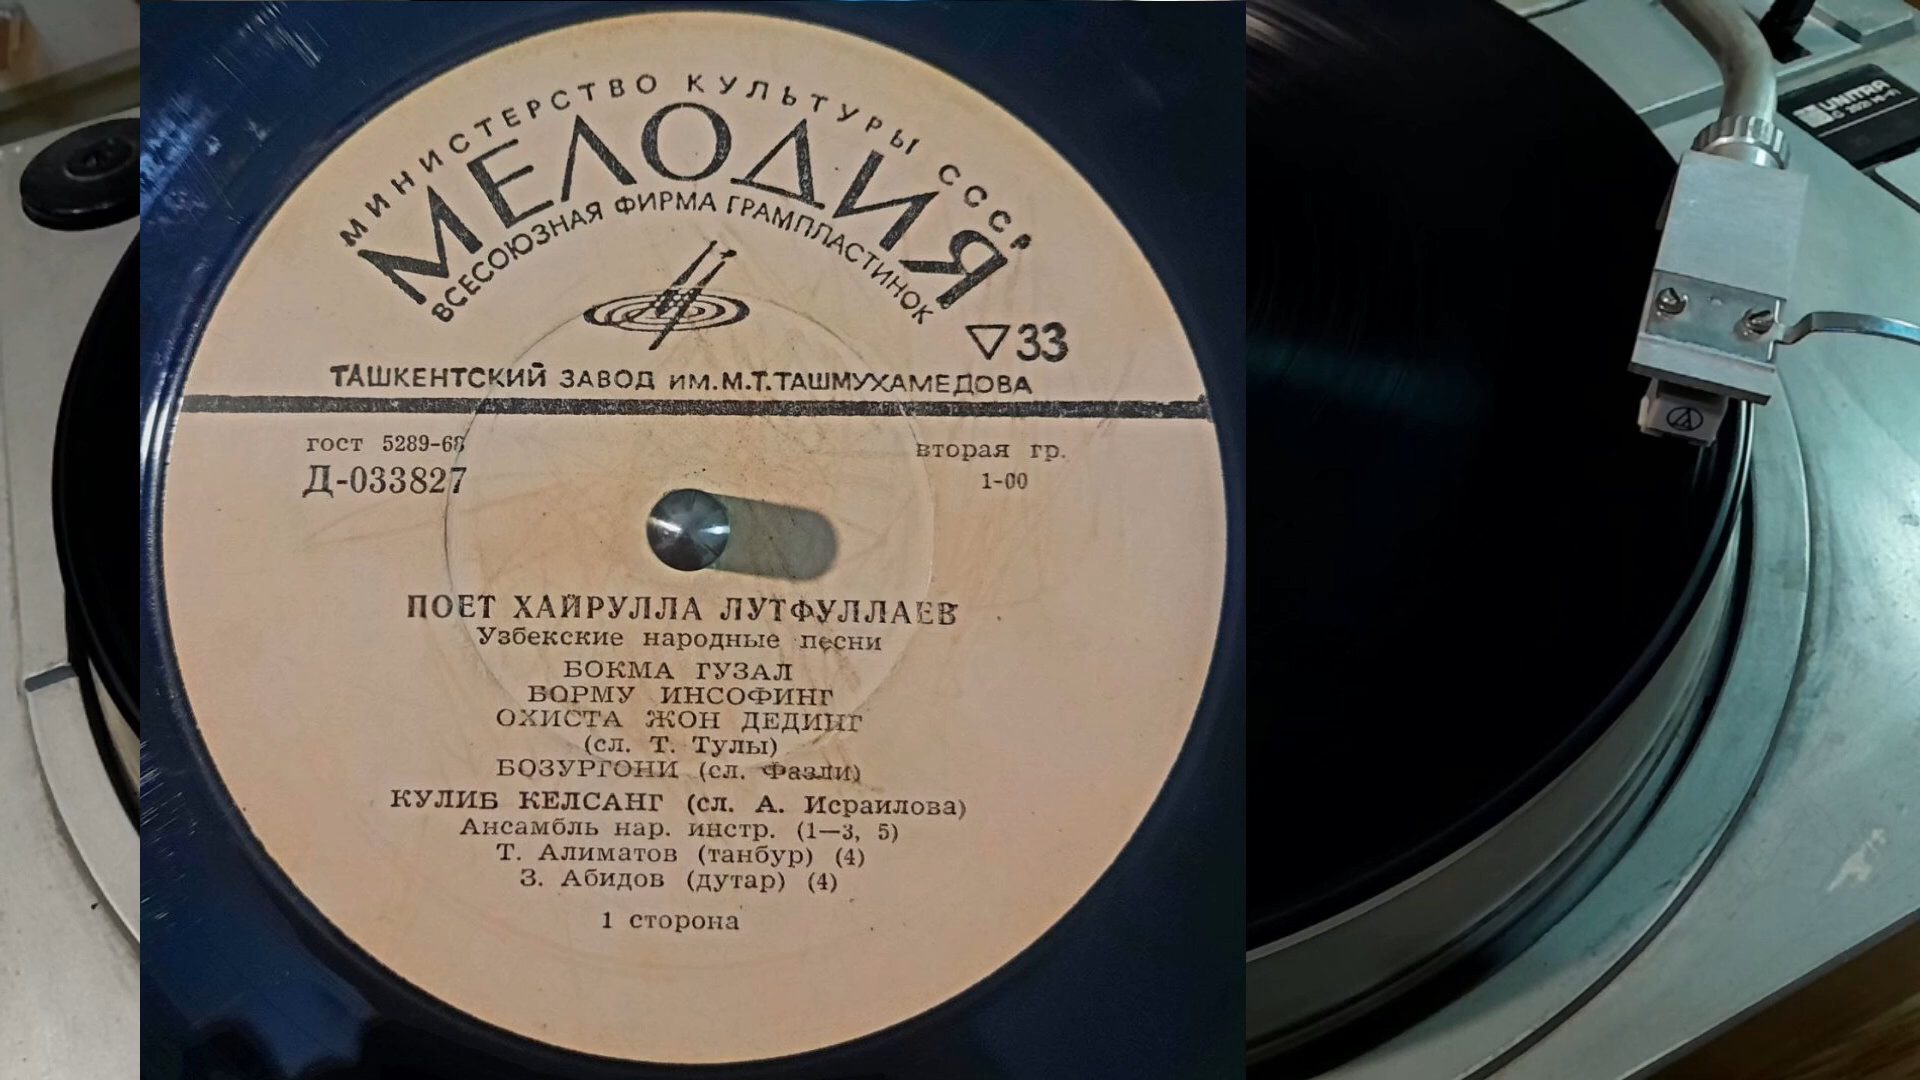 МИНИСТЕРСТВО КУЛЬТУРЫ СССР
МЕЛОДИЯ
ВСЕСОЮЗНАЯ ФИРМА ГРАМПЛАСТИНОК
▽33
ТАШКЕНТСКИЙ ЗАВОД ИМ.М.Т.ТАШМУХАМЕДОВА
гост 5289-68
вторая гр.
Д-033827
1-00
ПОЕТ ХАЙРУЛЛА ЛУТФУЛЛАЕВ
Узбекские народные песни
БОКМА ГУЗАЛ
БОРМУ ИНСОФИНГ
ОХИСТА ЖОН ДЕДИНГ
(сл. Т. Тулы)
БОЗУРГОНИ (сл. Фазли)
КУЛИБ КЕЛСАНГ (сл. А. Исраилова)
Ансамбль нар. инстр. (1—3, 5)
Т. Алиматов (танбур) (4)
З. Абидов (дутар) (4)
1 сторона
UNITRA